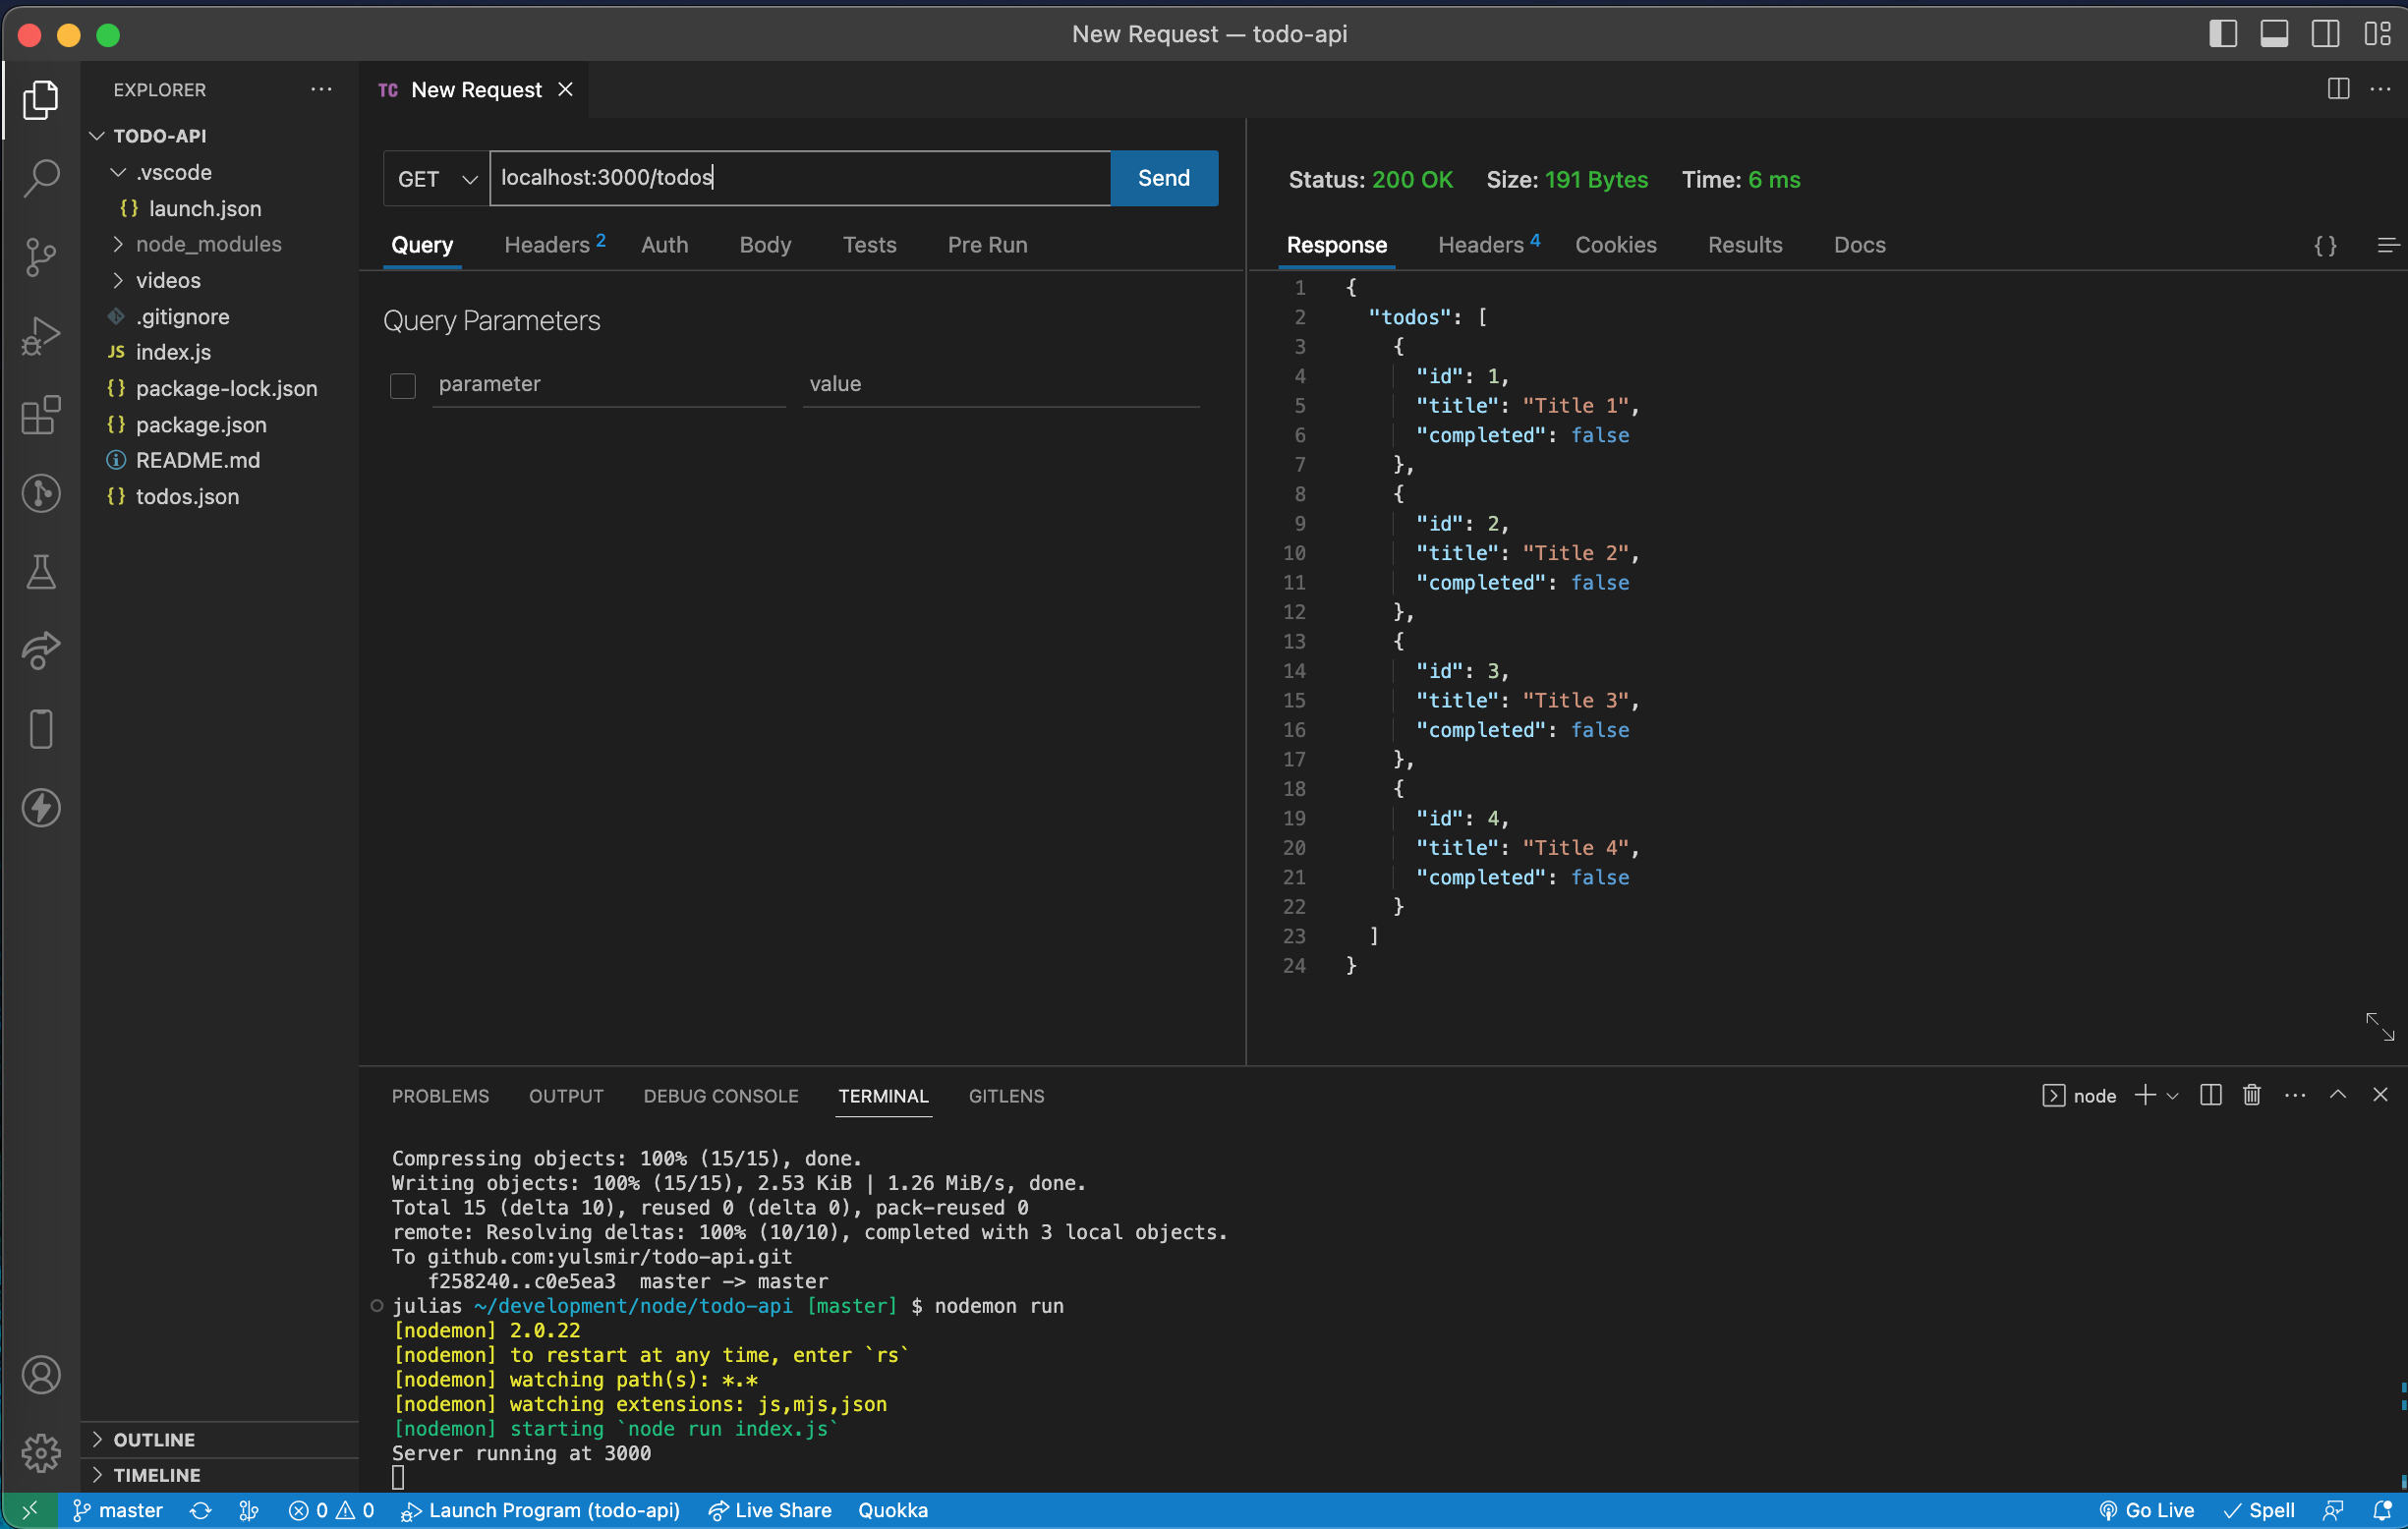 New Request — todo-api
EXPLORER
TODO-API
.vscode
{} launch.json
node_modules
videos
.gitignore
JS index.js
{} package-lock.json
{} package.json
README.md
{} todos.json
OUTLINE
TIMELINE
TC New Request
GET localhost:3000/todos Send
Query Headers 2 Auth Body Tests Pre Run
Query Parameters
parameter value
Status: 200 OK Size: 191 Bytes Time: 6 ms
Response Headers 4 Cookies Results Docs {}
1 {
2 "todos": [
3 {
4 "id": 1,
5 "title": "Title 1",
6 "completed": false
7 },
8 {
9 "id": 2,
10 "title": "Title 2",
11 "completed": false
12 },
13 {
14 "id": 3,
15 "title": "Title 3",
16 "completed": false
17 },
18 {
19 "id": 4,
20 "title": "Title 4",
21 "completed": false
22 }
23 ]
24 }
PROBLEMS OUTPUT DEBUG CONSOLE TERMINAL GITLENS node
Compressing objects: 100% (15/15), done.
Writing objects: 100% (15/15), 2.53 KiB | 1.26 MiB/s, done.
Total 15 (delta 10), reused 0 (delta 0), pack-reused 0
remote: Resolving deltas: 100% (10/10), completed with 3 local objects.
To github.com:yulsmir/todo-api.git
f258240..c0e5ea3 master -> master
julias ~/development/node/todo-api [master] $ nodemon run
[nodemon] 2.0.22
[nodemon] to restart at any time, enter `rs`
[nodemon] watching path(s): *.*
[nodemon] watching extensions: js,mjs,json
[nodemon] starting `node run index.js`
Server running at 3000
master 0 0 Launch Program (todo-api) Live Share Quokka Go Live Spell